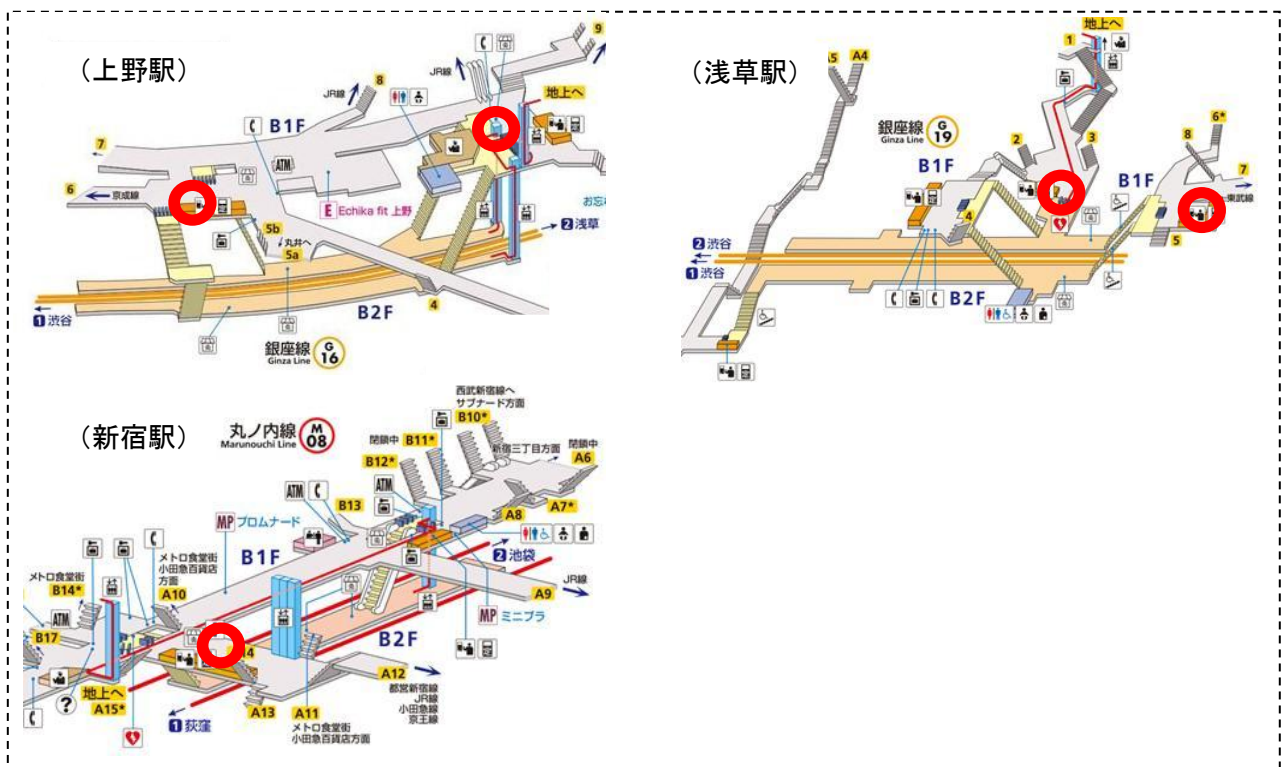 （上野駅）
9
JR線
8
JR線
地上へ
B1F
7
ATM
6
京成線
E Echika fit 上野
お忘
5b
丸井へ
5a
2 浅草
4
B2F
1 渋谷
銀座線 G 16
Ginza Line
（浅草駅）
地上へ
1
A5
A4
銀座線 G 19
Ginza Line
6*
2
3
8
B1F
B1F
7
東武線
4
5
2 渋谷
1 渋谷
B2F
（新宿駅）
丸ノ内線 M 08
Marunouchi Line
西武新宿線へ
サブナード方面
B10*
閉鎖中 B11*
新宿三丁目方面
閉鎖中
A6
B12*
ATM
ATM
A7*
B13
A8
MP プロムナード
B1F
2 池袋
メトロ食堂街
小田急百貨店
方面
A10
JR線
メトロ食堂街
B14*
A9
MP ミニプラ
ATM
B17
B2F
14
A12
都営新宿線
JR線
小田急線
京王線
地上へ
A15*
?
A13
A11
1 荻窪
メトロ食堂街
小田急百貨店方面